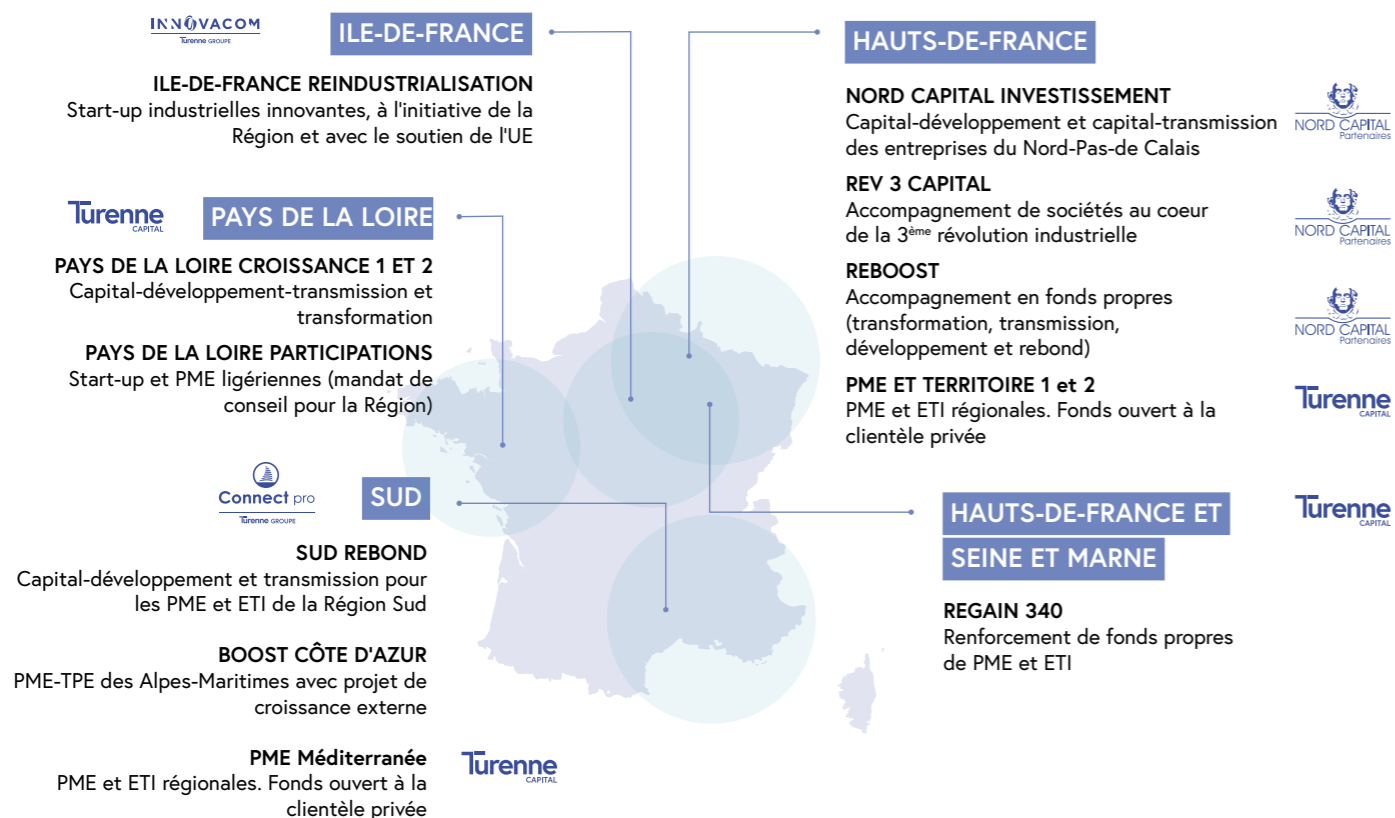 INNOVACOM
Turenne GROUPE
ILE-DE-FRANCE
ILE-DE-FRANCE REINDUSTRIALISATION
Start-up industrielles innovantes, à l'initiative de la
Région et avec le soutien de l'UE
Turenne
CAPITAL
PAYS DE LA LOIRE
PAYS DE LA LOIRE CROISSANCE 1 ET 2
Capital-développement-transmission et
transformation
PAYS DE LA LOIRE PARTICIPATIONS
Start-up et PME ligériennes (mandat de
conseil pour la Région)
Connect pro
Turenne GROUPE
SUD
SUD REBOND
Capital-développement et transmission pour
les PME et ETI de la Région Sud
BOOST CÔTE D'AZUR
PME-TPE des Alpes-Maritimes avec projet de
croissance externe
PME Méditerranée
PME et ETI régionales. Fonds ouvert à la
clientèle privée
Turenne
CAPITAL
HAUTS-DE-FRANCE
NORD CAPITAL INVESTISSEMENT
Capital-développement et capital-transmission
des entreprises du Nord-Pas-de Calais
NORD CAPITAL
Partenaires
REV 3 CAPITAL
Accompagnement de sociétés au coeur
de la 3ème révolution industrielle
NORD CAPITAL
Partenaires
REBOOST
Accompagnement en fonds propres
(transformation, transmission,
développement et rebond)
NORD CAPITAL
Partenaires
PME ET TERRITOIRE 1 et 2
PME et ETI régionales. Fonds ouvert à la
clientèle privée
Turenne
CAPITAL
HAUTS-DE-FRANCE ET
SEINE ET MARNE
Turenne
CAPITAL
REGAIN 340
Renforcement de fonds propres
de PME et ETI